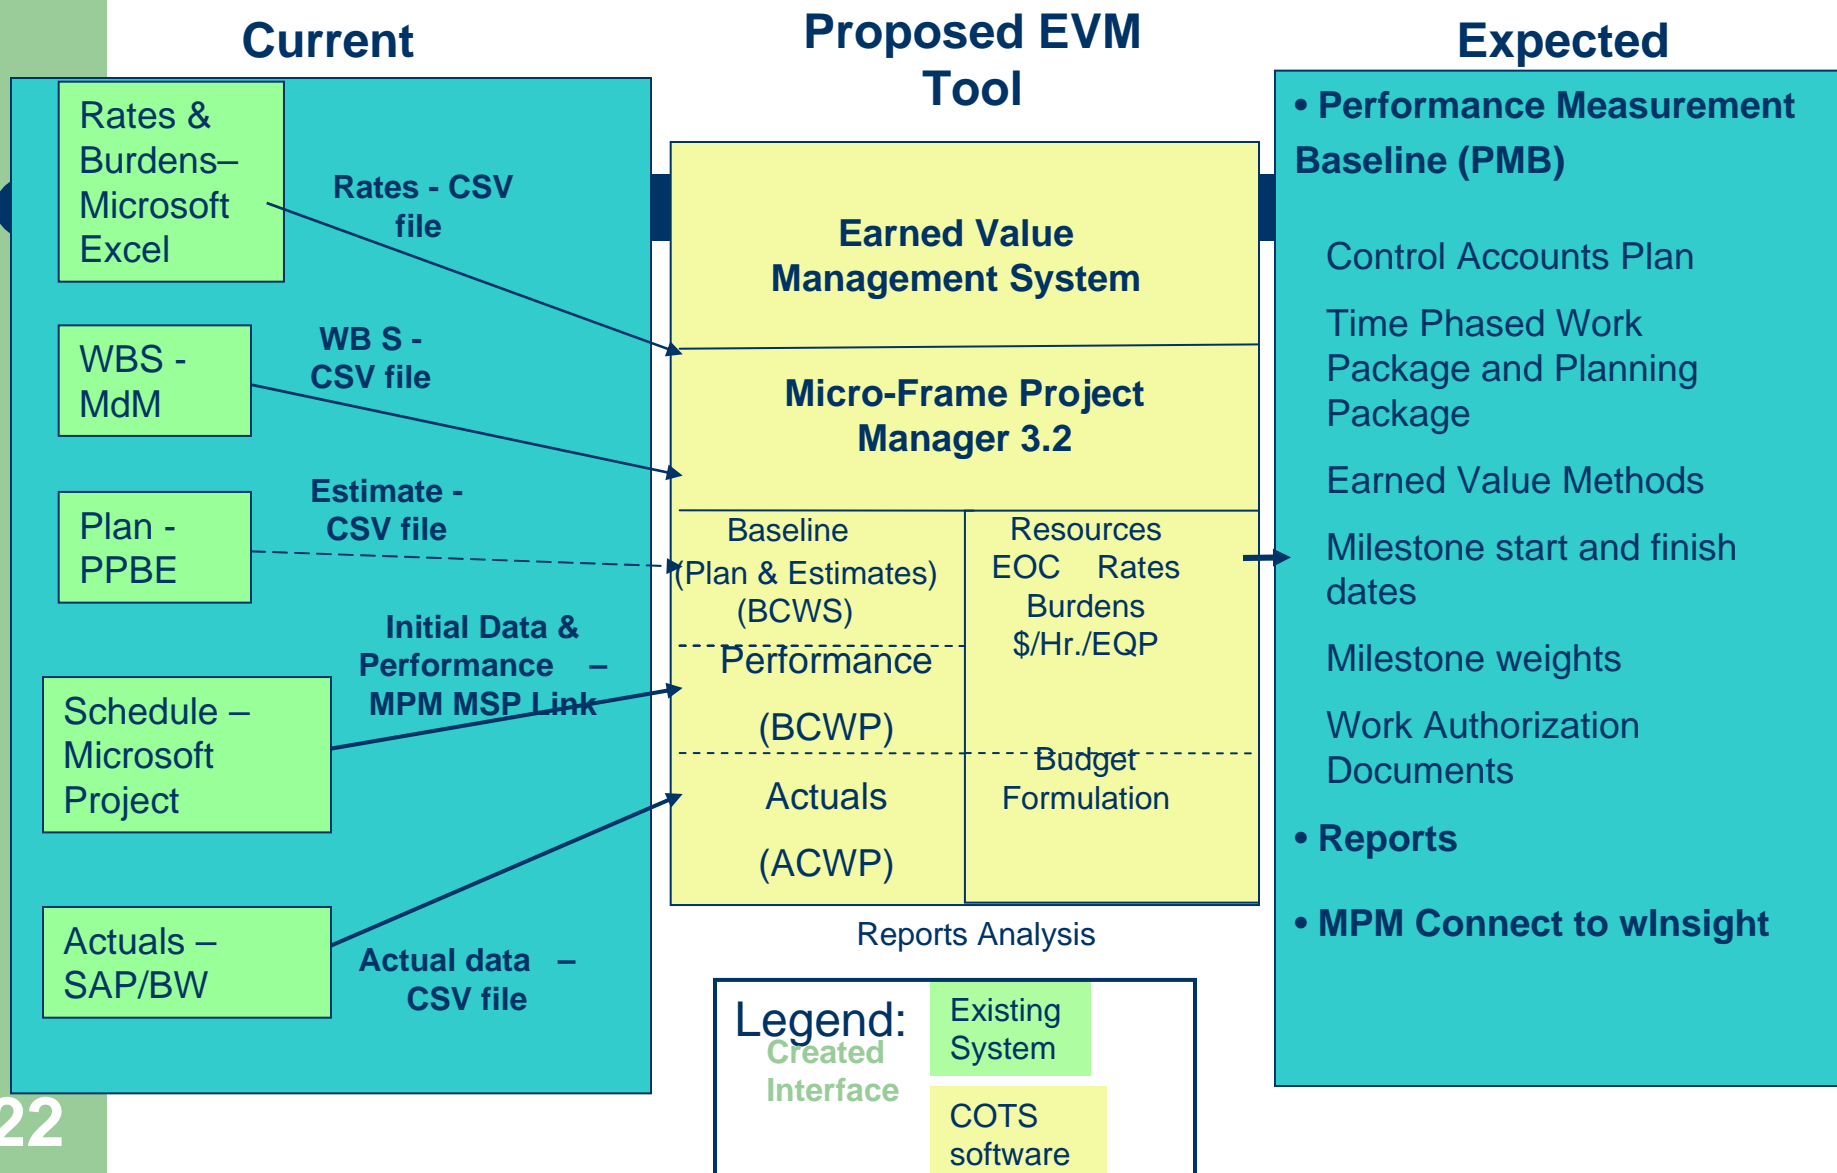 Current
Proposed EVM
Tool
Expected
Rates &
Burdens–
Microsoft
Excel
Rates - CSV
file
WBS -
MdM
WB S -
CSV file
Plan -
PPBE
Estimate -
CSV file
Schedule –
Microsoft
Project
Initial Data &
Performance –
MPM MSP Link
Actuals –
SAP/BW
Actual data –
CSV file
Earned Value
Management System
Micro-Frame Project
Manager 3.2
Baseline
(Plan & Estimates)
(BCWS)
Performance
(BCWP)
Actuals
(ACWP)
Resources
EOC Rates
Burdens
$/Hr./EQP
Budget
Formulation
Reports Analysis
• Performance Measurement
Baseline (PMB)
Control Accounts Plan
Time Phased Work
Package and Planning
Package
Earned Value Methods
Milestone start and finish
dates
Milestone weights
Work Authorization
Documents
• Reports
• MPM Connect to wInsight
Legend:
Created
Interface
Existing
System
COTS
software
22